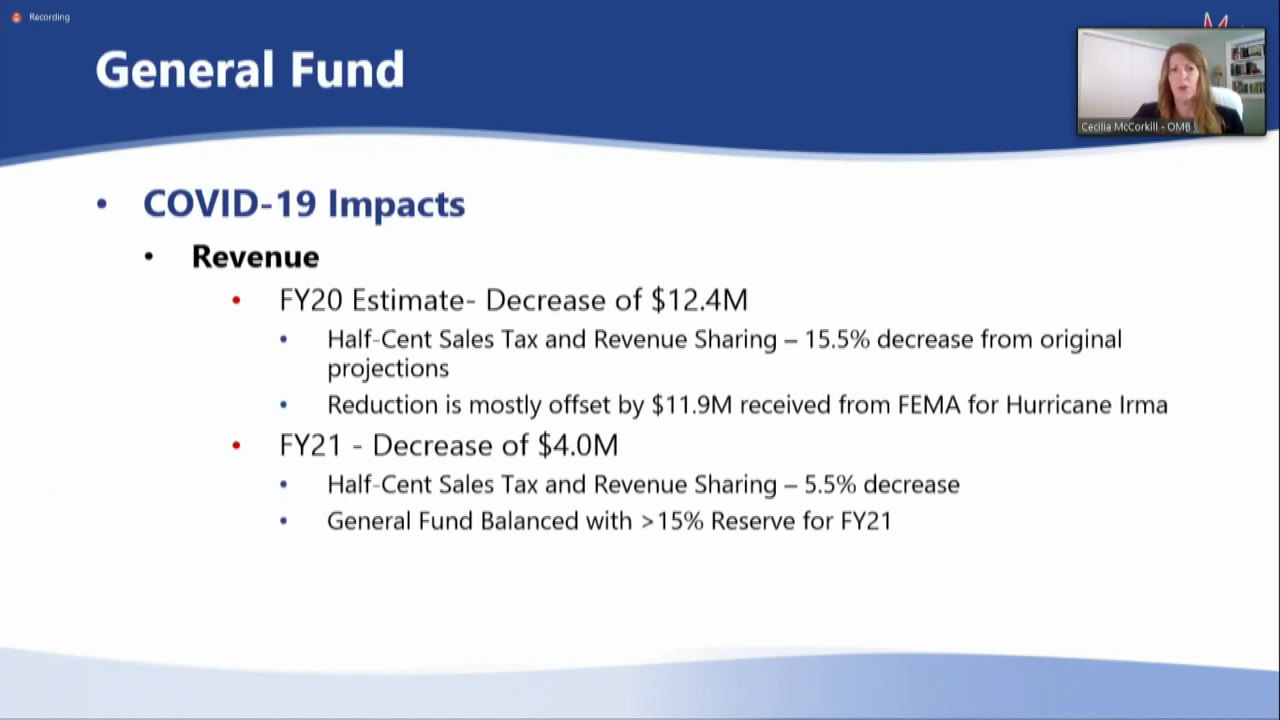 Recording
General Fund
Cecilia McCorkill - OMB
• COVID-19 Impacts
• Revenue
• FY20 Estimate- Decrease of $12.4M
• Half-Cent Sales Tax and Revenue Sharing – 15.5% decrease from original
projections
• Reduction is mostly offset by $11.9M received from FEMA for Hurricane Irma
• FY21 - Decrease of $4.0M
• Half-Cent Sales Tax and Revenue Sharing – 5.5% decrease
• General Fund Balanced with >15% Reserve for FY21